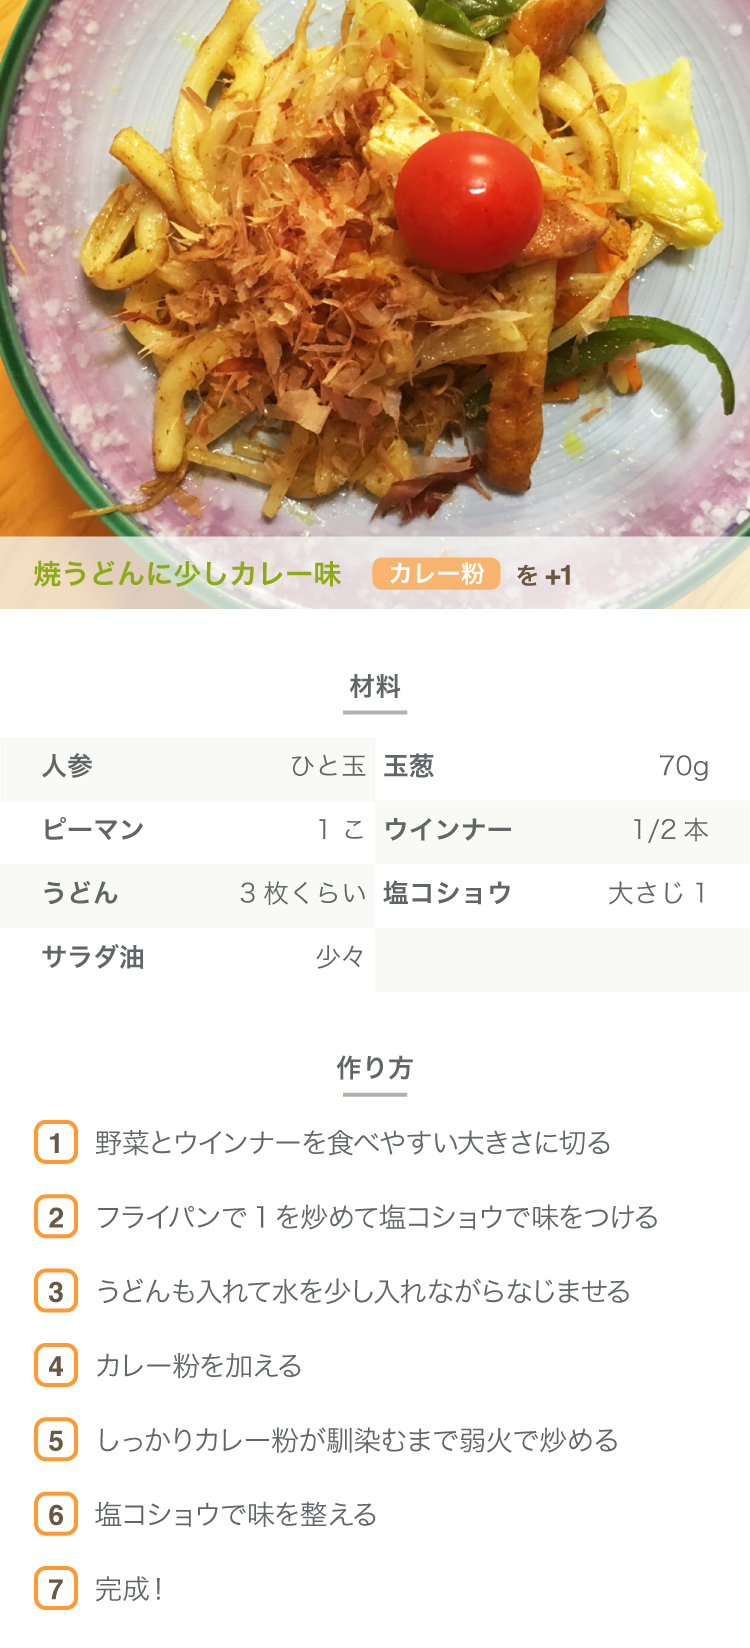 焼うどんに少しカレー味 カレー粉 を +1
材料
人参 ひと玉 玉葱 70g
ピーマン 1 こ ウインナー 1/2 本
うどん 3 枚くらい 塩コショウ 大さじ 1
サラダ油 少々
作り方
1 野菜とウインナーを食べやすい大きさに切る
2 フライパンで 1 を炒めて塩コショウで味をつける
3 うどんも入れて水を少し入れながらなじませる
4 カレー粉を加える
5 しっかりカレー粉が馴染むまで弱火で炒める
6 塩コショウで味を整える
7 完成！